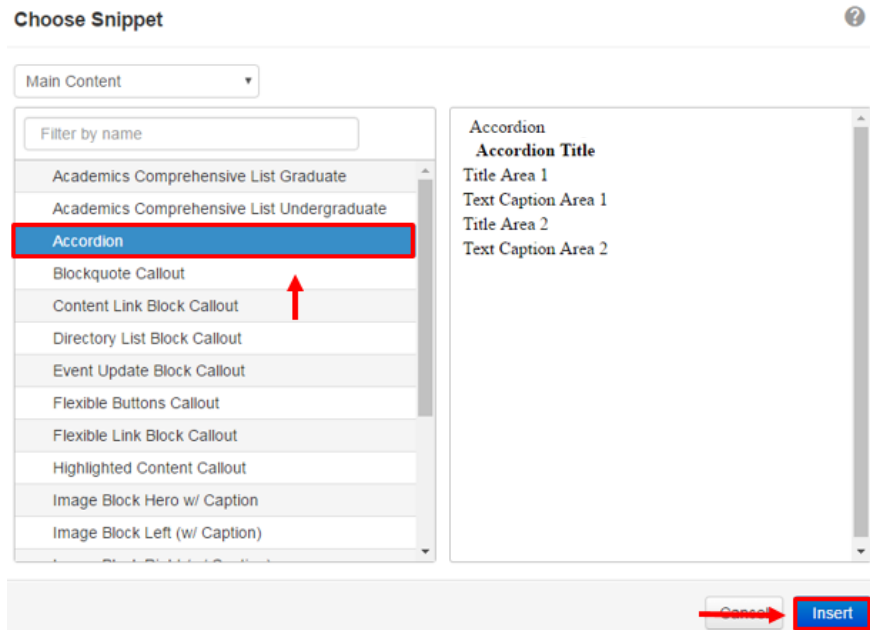 Choose Snippet
Main Content
Filter by name
Academics Comprehensive List Graduate
Academics Comprehensive List Undergraduate
Accordion
Blockquote Callout
Content Link Block Callout
Directory List Block Callout
Event Update Block Callout
Flexible Buttons Callout
Flexible Link Block Callout
Highlighted Content Callout
Image Block Hero w/ Caption
Image Block Left (w/ Caption)
Accordion
Accordion Title
Title Area 1
Text Caption Area 1
Title Area 2
Text Caption Area 2
Cancel
Insert